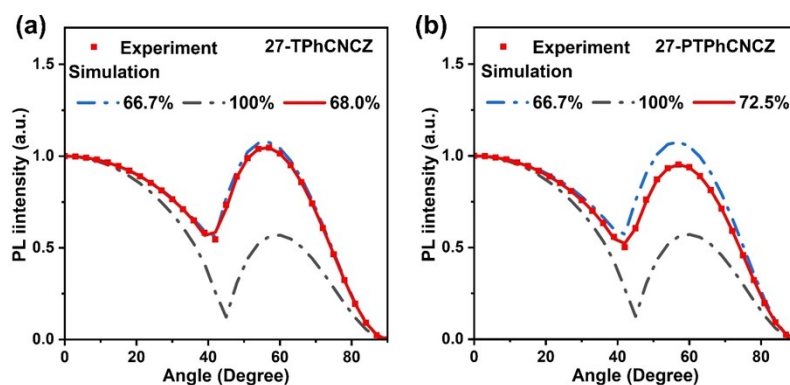 (a)
Experiment 27-TPhCNCZ
Simulation
66.7% 100% 68.0%
1.5
1.0
0.5
0.0
PL iintensity (a.u.)
0 20 40 60 80
Angle (Degree)
(b)
Experiment 27-PTPhCNCZ
Simulation
66.7% 100% 72.5%
1.5
1.0
0.5
0.0
PL iintensity (a.u.)
0 20 40 60 80
Angle (Degree)